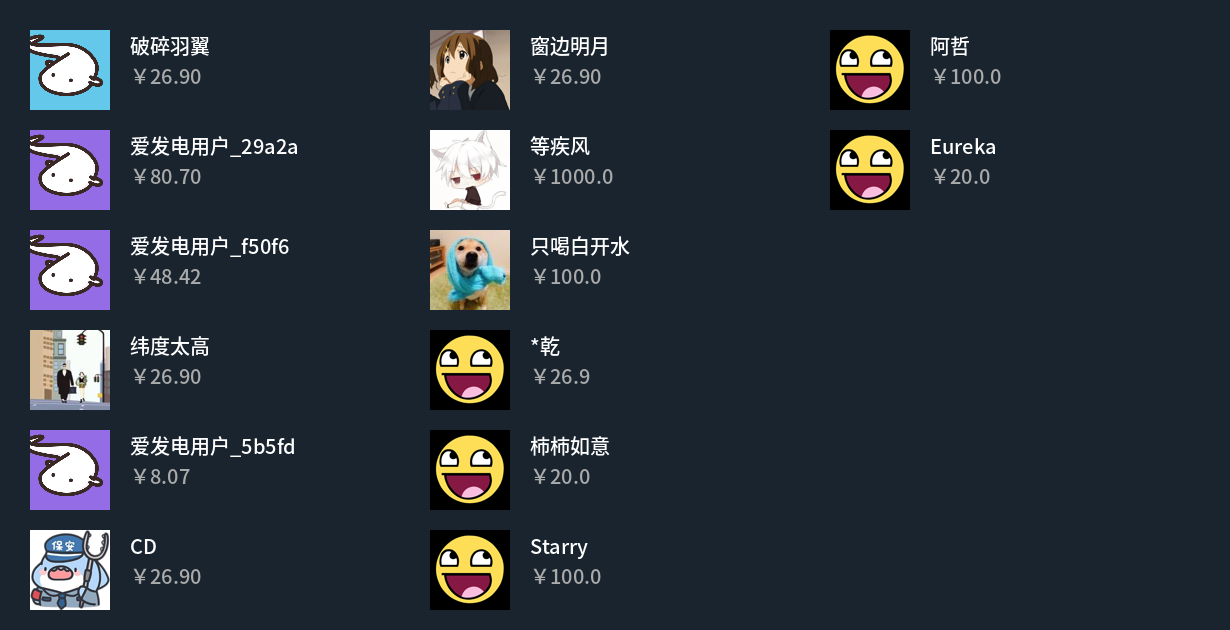 破碎羽翼
￥26.90
爱发电用户_29a2a
￥80.70
爱发电用户_f50f6
￥48.42
纬度太高
￥26.90
爱发电用户_5b5fd
￥8.07
保安
CD
￥26.90
窗边明月
￥26.90
等疾风
￥1000.0
只喝白开水
￥100.0
*乾
￥26.9
柿柿如意
￥20.0
Starry
￥100.0
阿哲
￥100.0
Eureka
￥20.0